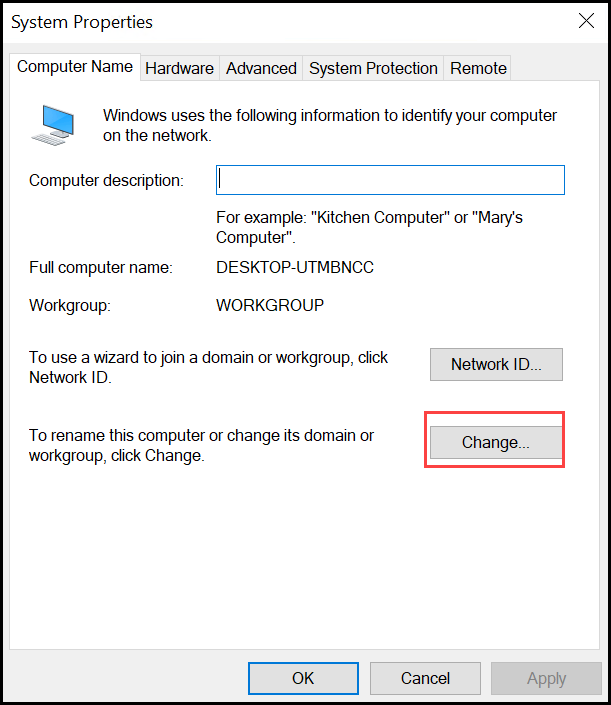 System Properties
Computer Name
Hardware
Advanced
System Protection
Remote
Windows uses the following information to identify your computer
on the network.
Computer description:
For example: "Kitchen Computer" or "Mary's
Computer".
Full computer name:
DESKTOP-UTMBNCC
Workgroup:
WORKGROUP
To use a wizard to join a domain or workgroup, click
Network ID.
Network ID...
To rename this computer or change its domain or
workgroup, click Change.
Change...
OK
Cancel
Apply